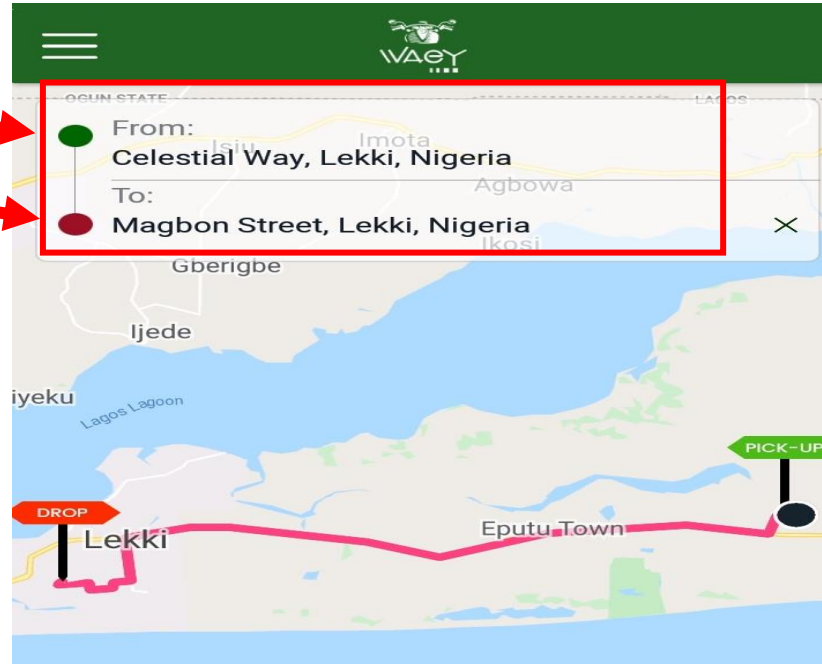 WAEY
OGUN STATE
LAGOS
From:
Isiu
Imota
Celestial Way, Lekki, Nigeria
To:
Agbowa
Magbon Street, Lekki, Nigeria
Ikosi
Gberigbe
Ijede
iyeku
Lagos Lagoon
PICK-UP
DROP
Lekki
Eputu Town